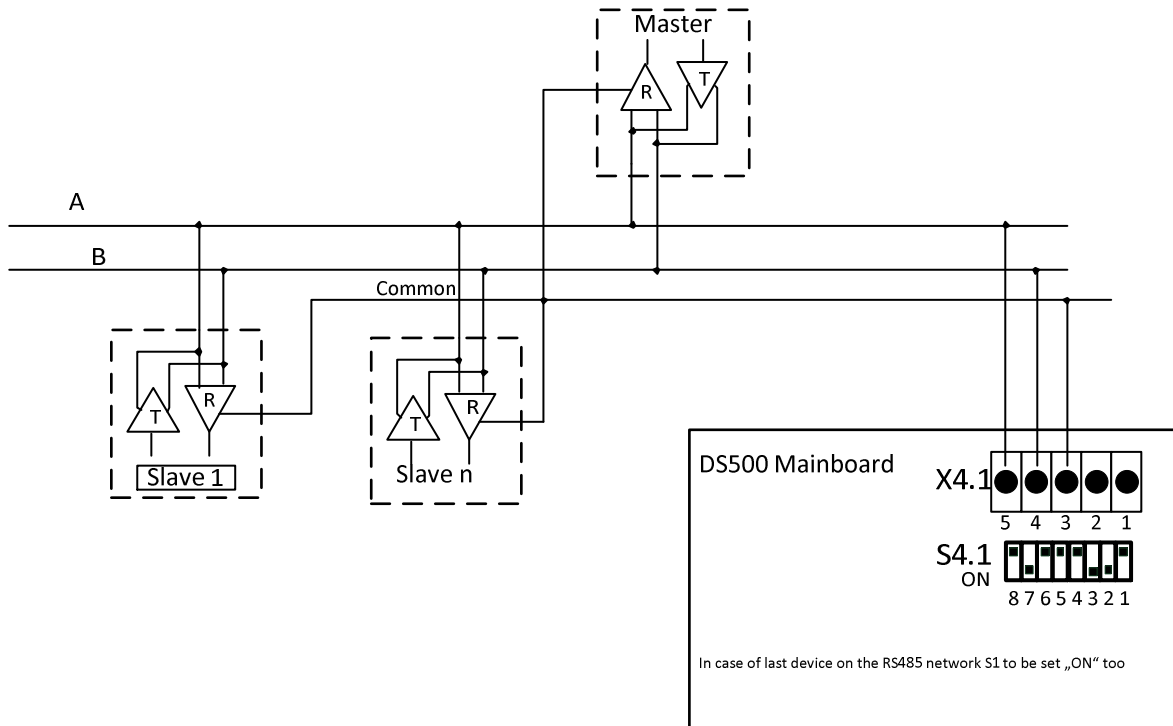 Master
R
T
A
B
Common
T
R
Slave 1
T
R
Slave n
DS500 Mainboard
X4.1
5 4 3 2 1
S4.1
ON
8 7 6 5 4 3 2 1
In case of last device on the RS485 network S1 to be set „ON“ too